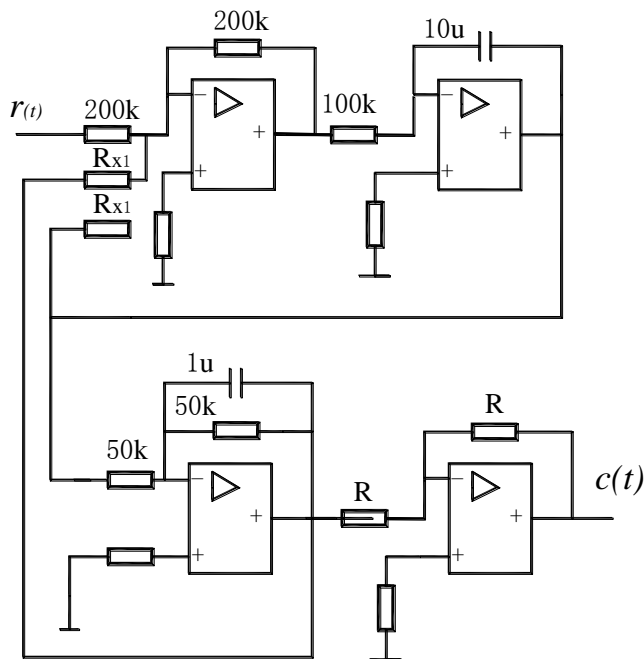 200k
10u
r(t)
200k
100k
− + − +
Rx1
+ +
Rx1
1u
50k
R
50k
− − c(t)
R
+ +
+ +